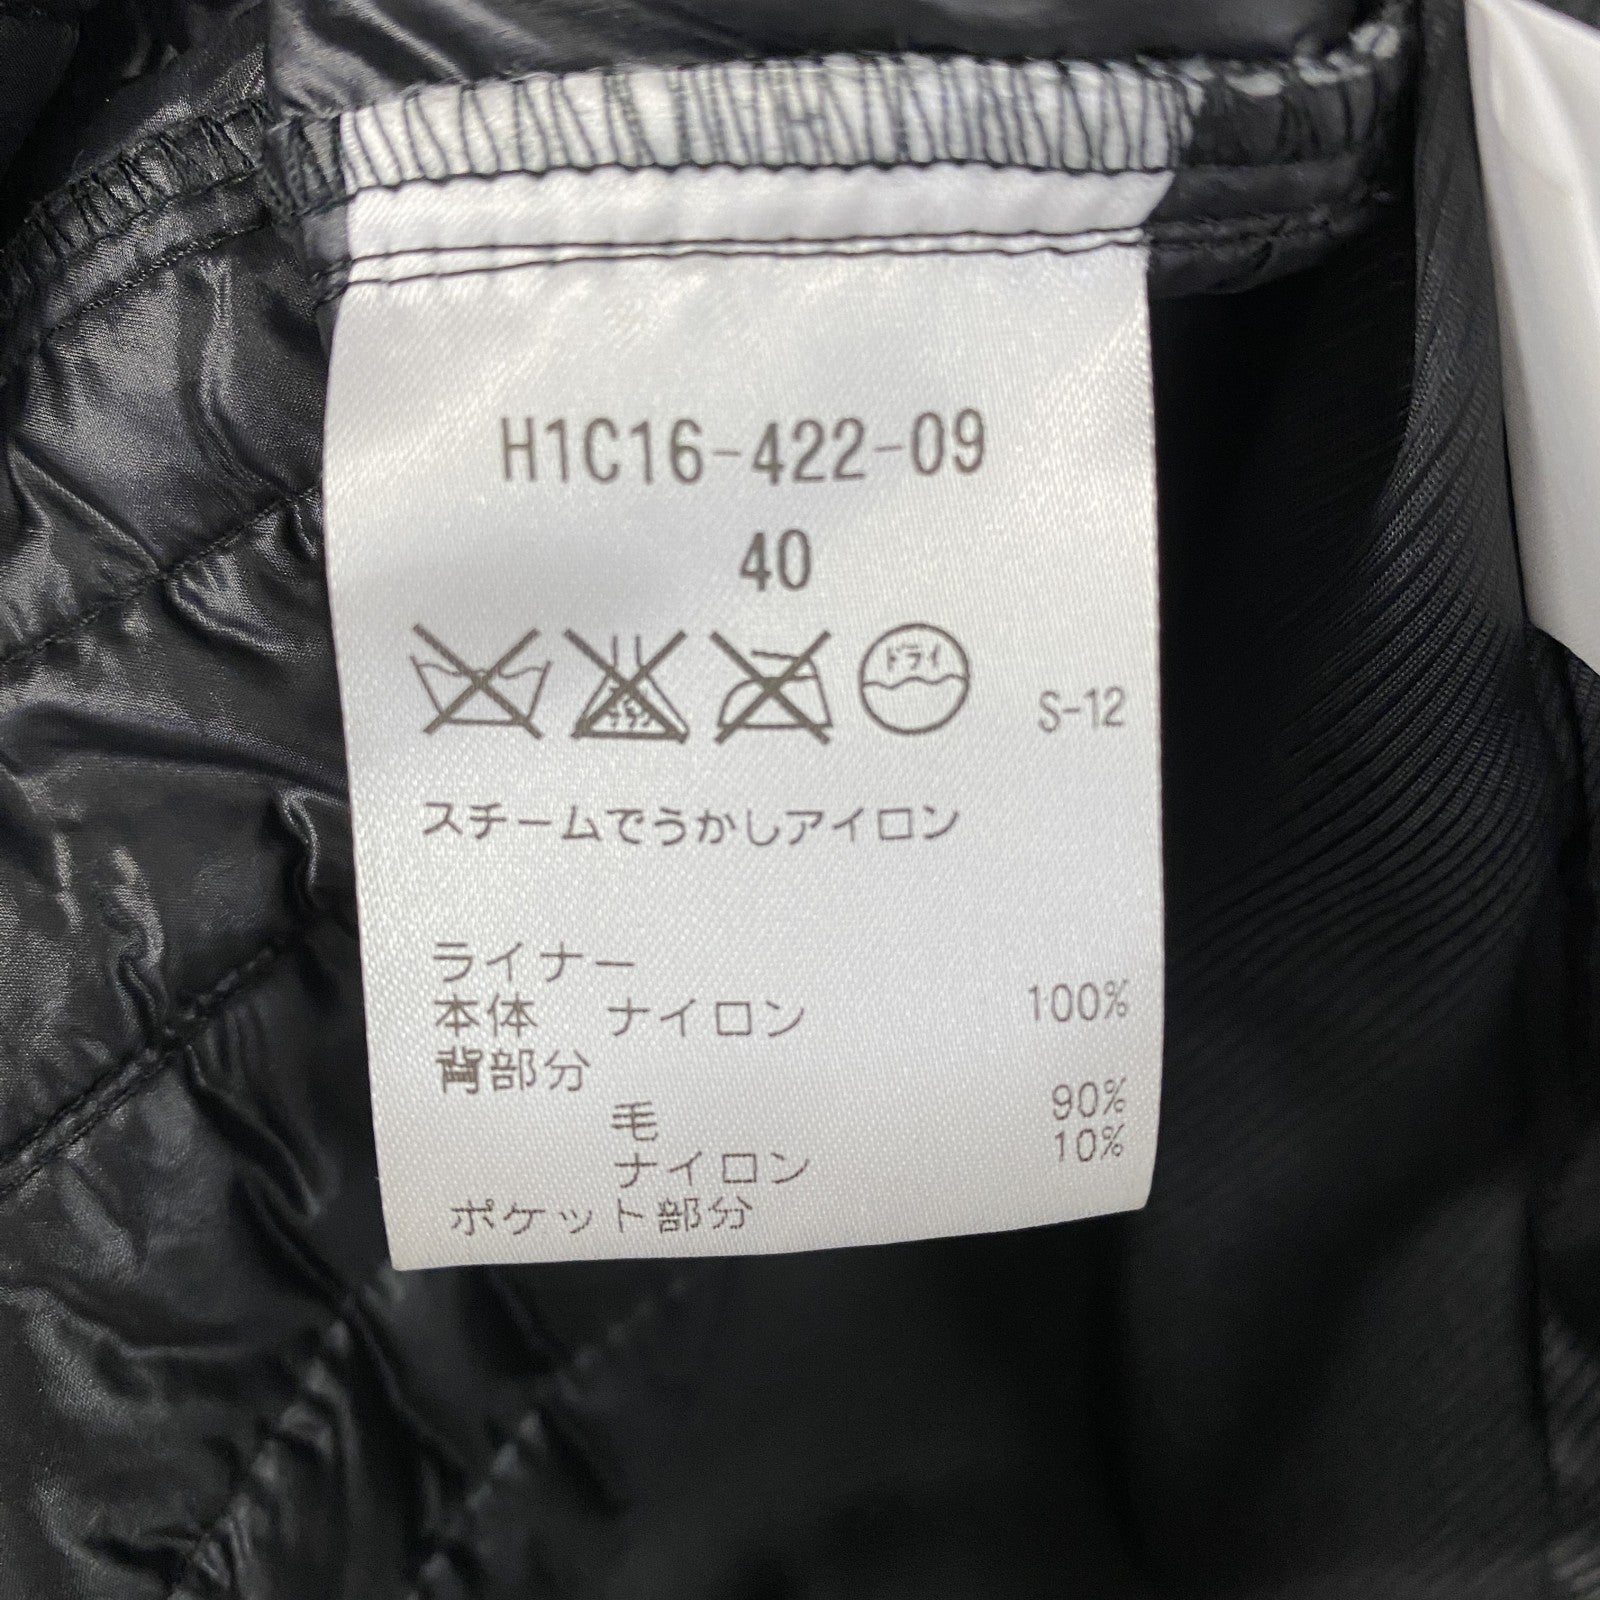 H1C16-422-09
40
ドライ
S-12
スチームでうかしアイロン
ライナー
本体 ナイロン 100%
背部分
毛 90%
ナイロン 10%
ポケット部分